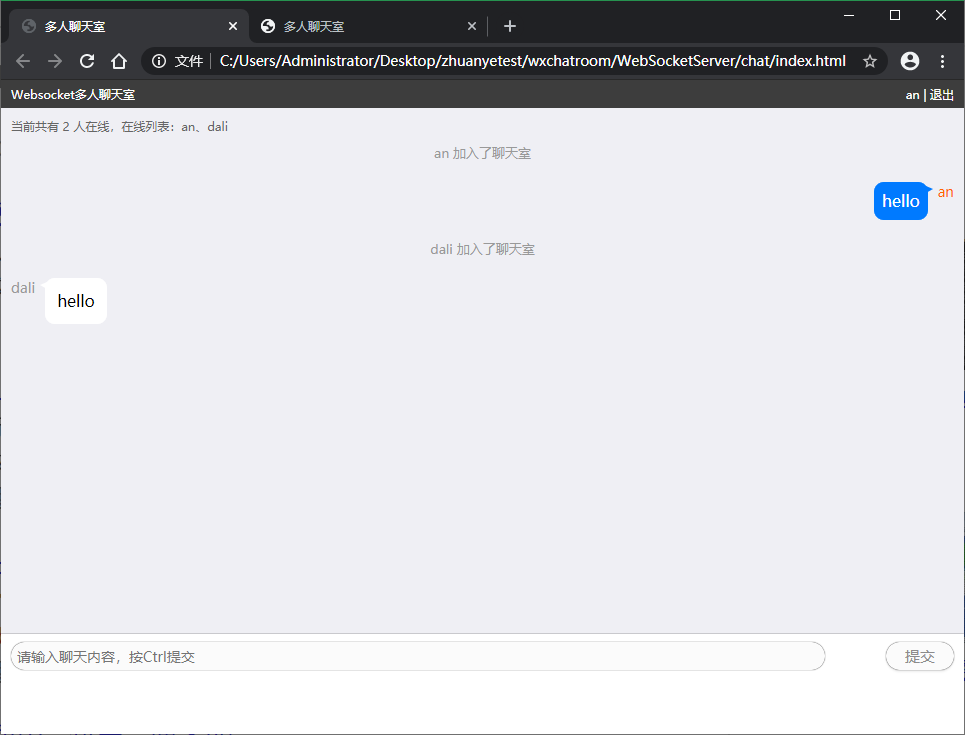 多人聊天室 多人聊天室
文件 C:/Users/Administrator/Desktop/zhuanyetest/wxchatroom/WebSocketServer/chat/index.html
Websocket多人聊天室 an | 退出
当前共有 2 人在线，在线列表：an、dali
an 加入了聊天室
hello an
dali 加入了聊天室
dali hello
请输入聊天内容，按Ctrl提交 提交